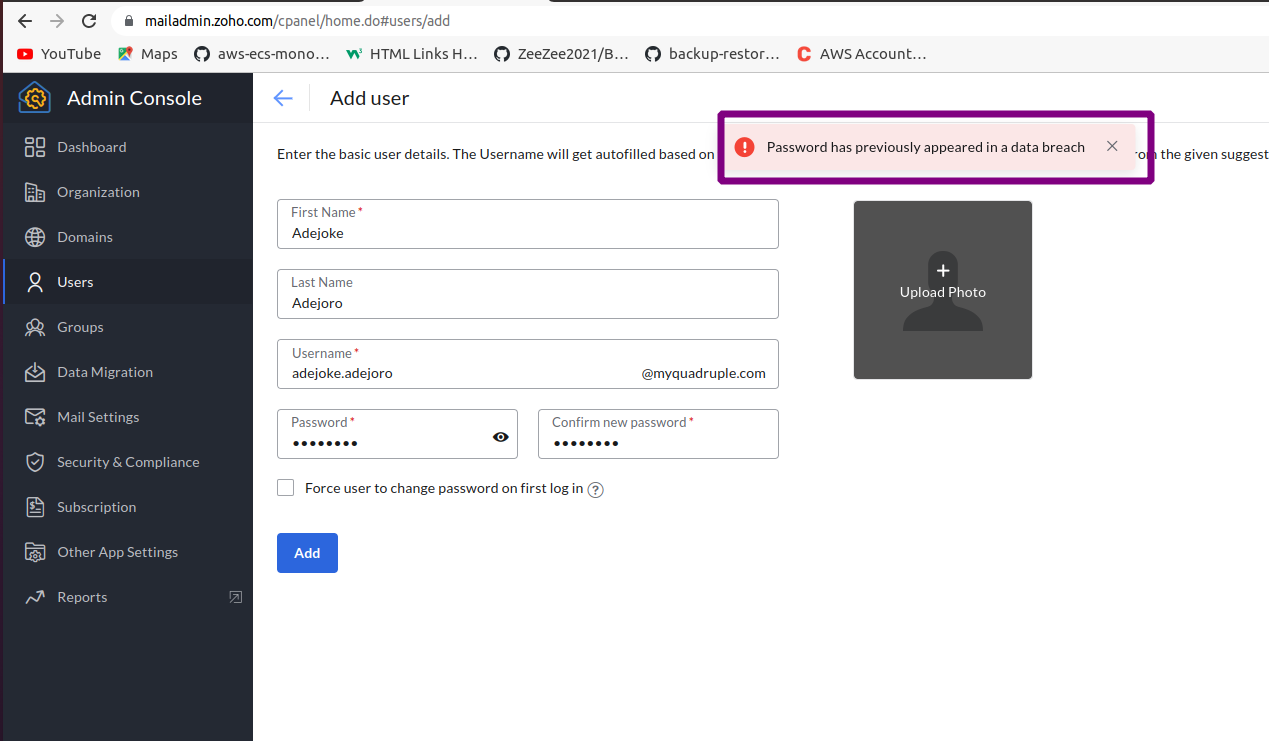 mailadmin.zoho.com/cpanel/home.do#users/add
YouTube Maps aws-ecs-mono... HTML Links H... ZeeZee2021/B... backup-restor... AWS Account...
Admin Console
Dashboard
Organization
Domains
Users
Groups
Data Migration
Mail Settings
Security & Compliance
Subscription
Other App Settings
Reports
Add user
Password has previously appeared in a data breach
Enter the basic user details. The Username will get autofilled based on rom the given suggest
First Name *
Adejoke
Last Name
Adejoro
Username *
adejoke.adejoro @myquadruple.com
Password *
Confirm new password *
Force user to change password on first log in ?
Add
Upload Photo